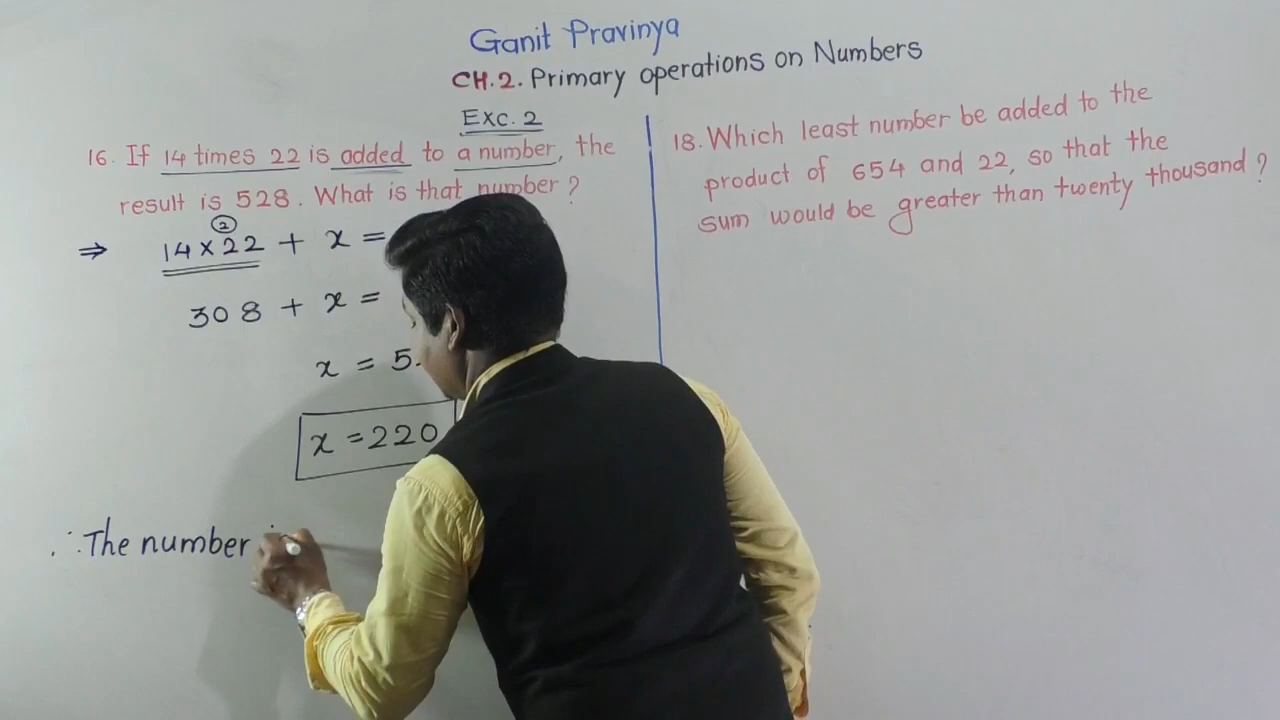 Ganit Pravinya
CH.2. Primary operations on Numbers
Exc. 2
16. If 14 times 22 is added to a number, the
result is 528. What is that number?
2
⇒ 14 × 22 + x =
308 + x =
x = 5
x = 220
∴ The number
18. Which least number be added to the
product of 654 and 22, so that the
sum would be greater than twenty thousand?